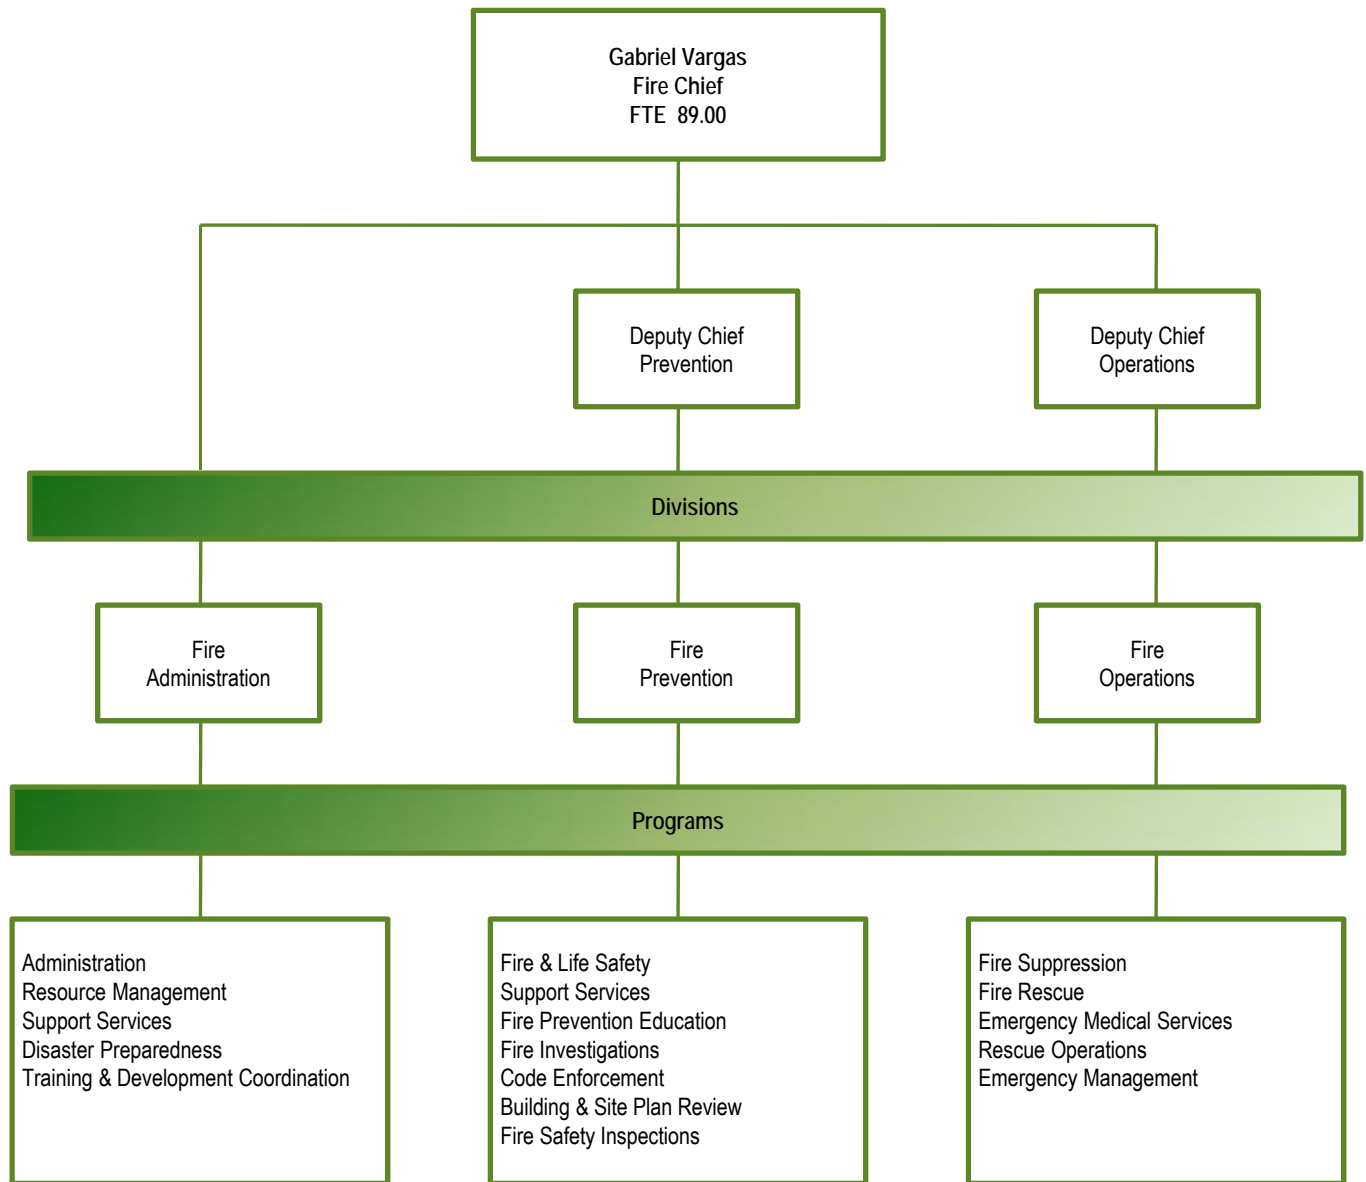 Gabriel Vargas
Fire Chief
FTE  89.00
Deputy Chief
Prevention
Deputy Chief
Operations
Divisions
Fire
Administration
Fire
Prevention
Fire
Operations
Programs
Administration
Resource Management
Support Services
Disaster Preparedness
Training & Development Coordination
Fire & Life Safety
Support Services
Fire Prevention Education
Fire Investigations
Code Enforcement
Building & Site Plan Review
Fire Safety Inspections
Fire Suppression
Fire Rescue
Emergency Medical Services
Rescue Operations
Emergency Management